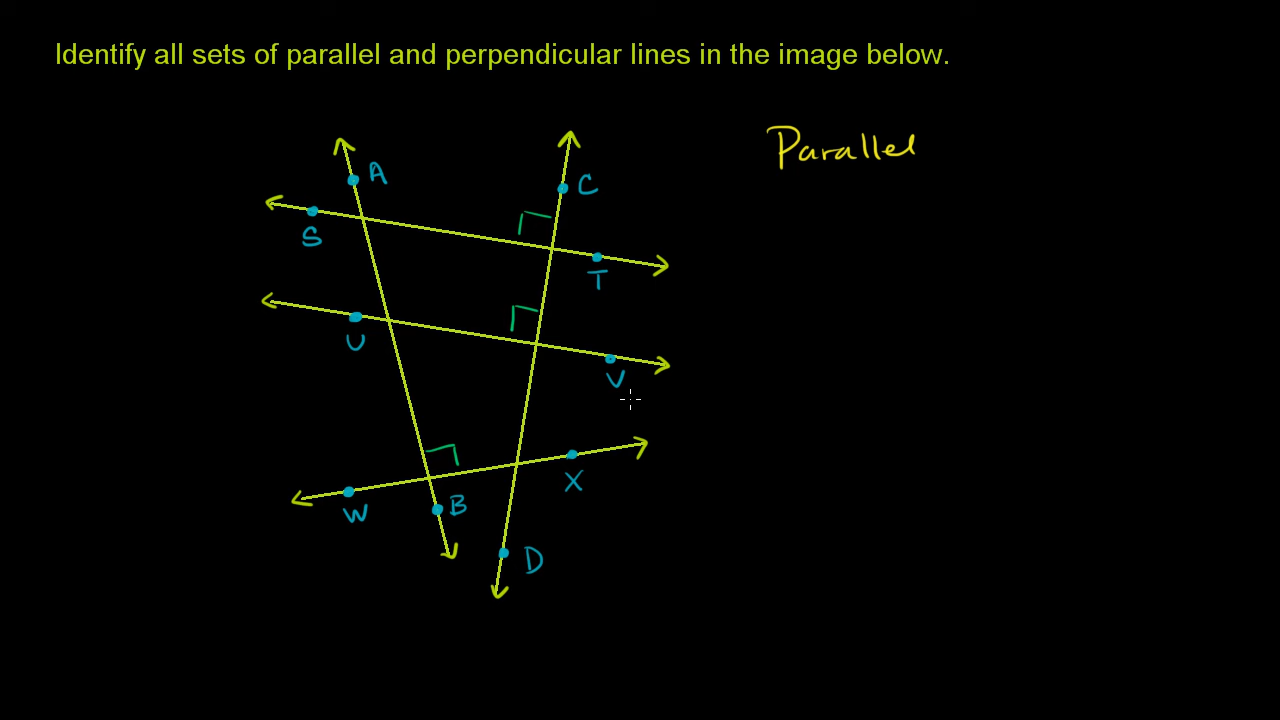 Identify all sets of parallel and perpendicular lines in the image below.
Parallel
A
C
S
T
U
V
X
W
B
D